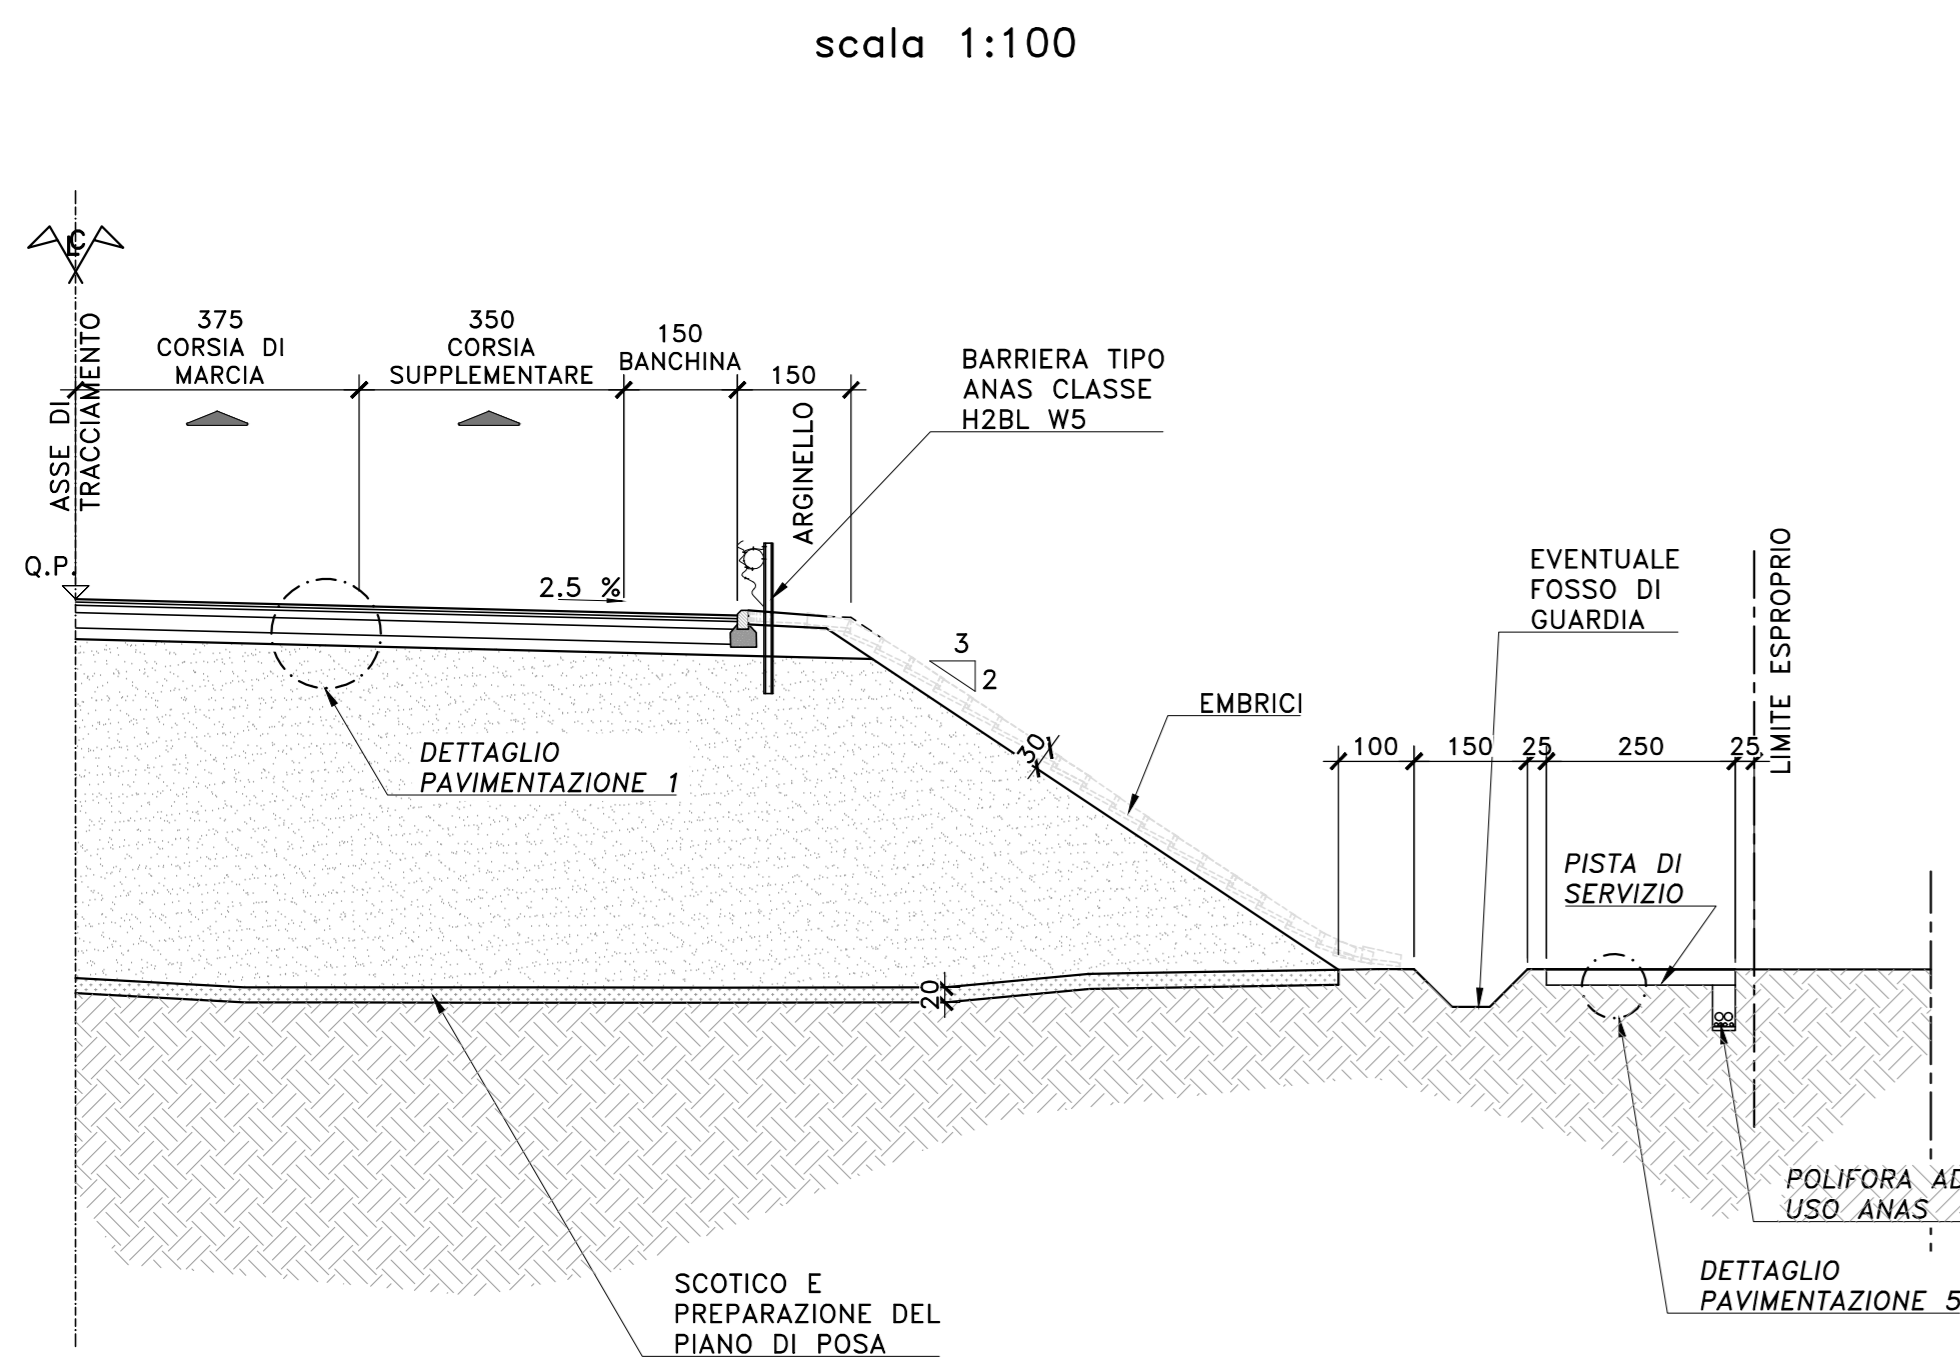 scala 1:100
CL
ASSE DI
TRACCIAMENTO
375
CORSIA DI
MARCIA
350
CORSIA
SUPPLEMENTARE
150
BANCHINA
150
ARGINELLO
BARRIERA TIPO
ANAS CLASSE
H2BL W5
Q.P.
2.5 %
3
2
EMBRICI
30
DETTAGLIO
PAVIMENTAZIONE 1
EVENTUALE
FOSSO DI
GUARDIA
LIMITE ESPROPRIO
100
150
25
250
25
PISTA DI
SERVIZIO
20
POLIFORA AD
USO ANAS
DETTAGLIO
PAVIMENTAZIONE 5
SCOTICO E
PREPARAZIONE DEL
PIANO DI POSA